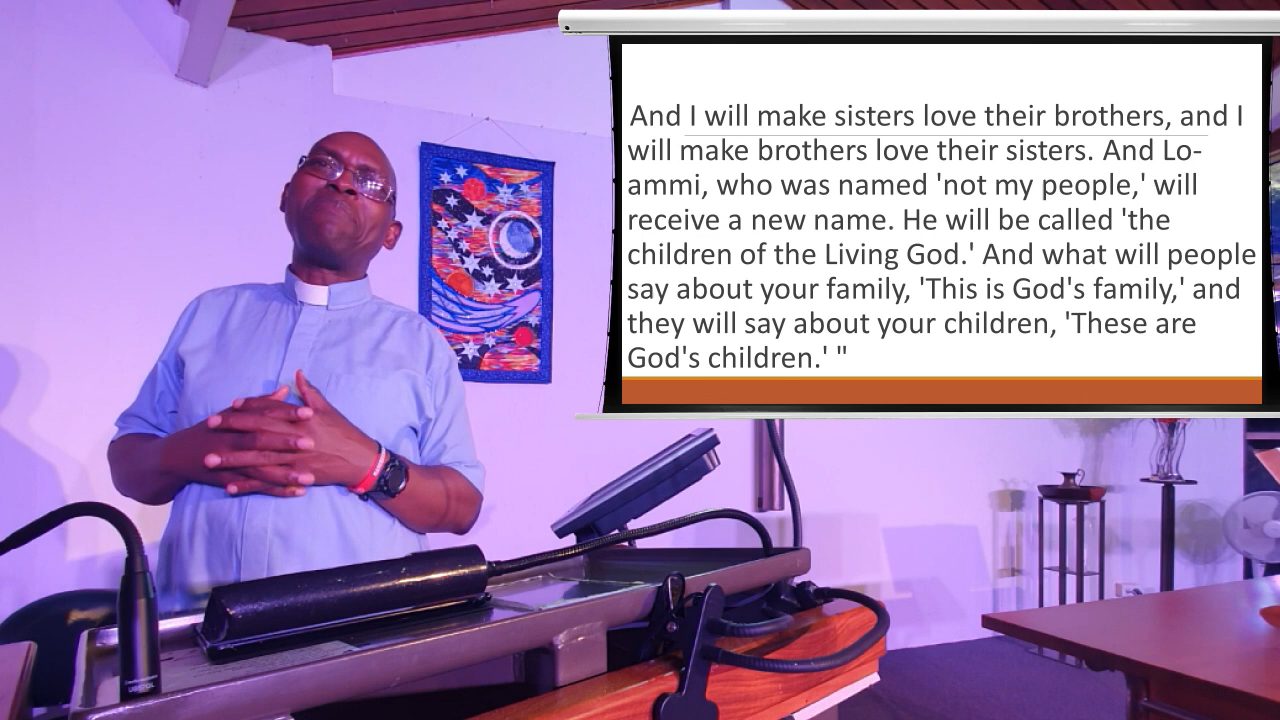 And I will make sisters love their brothers, and I
will make brothers love their sisters. And Lo-
ammi, who was named 'not my people,' will
receive a new name. He will be called 'the
children of the Living God.' And what will people
say about your family, 'This is God's family,' and
they will say about your children, 'These are
God's children.' "